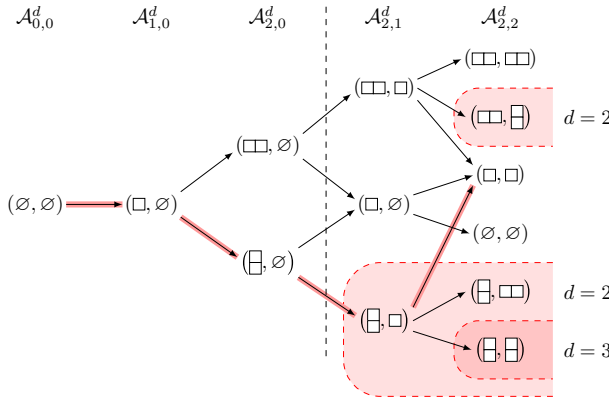 𝒜^d_{0,0} 𝒜^d_{1,0} 𝒜^d_{2,0} 𝒜^d_{2,1} 𝒜^d_{2,2}
(□□, □□)
(□□, □)
(□□, ⊟) d = 2
(□□, ∅)
(□, □)
(∅, ∅) (□, ∅) (□, ∅)
(∅, ∅)
(⊟, ∅)
(⊟, □□) d = 2
(⊟, □)
(⊟, ⊟) d = 3